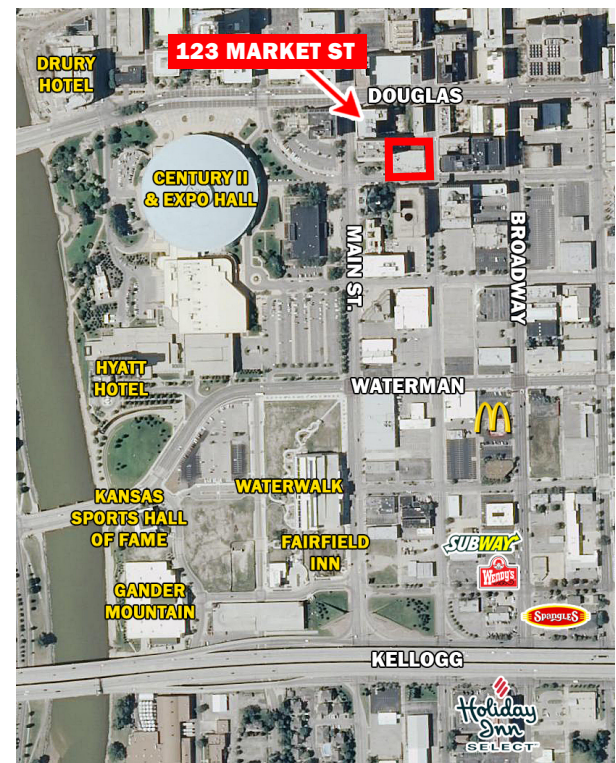 123 MARKET ST
DRURY
HOTEL
DOUGLAS
CENTURY II
& EXPO HALL
MAIN ST.
BROADWAY
HYATT
HOTEL
WATERMAN
KANSAS
SPORTS HALL
OF FAME
WATERWALK
FAIRFIELD
INN
SUBWAY
WENDY'S
GANDER
MOUNTAIN
SPANGLES
KELLOGG
Holiday
Inn
SELECT